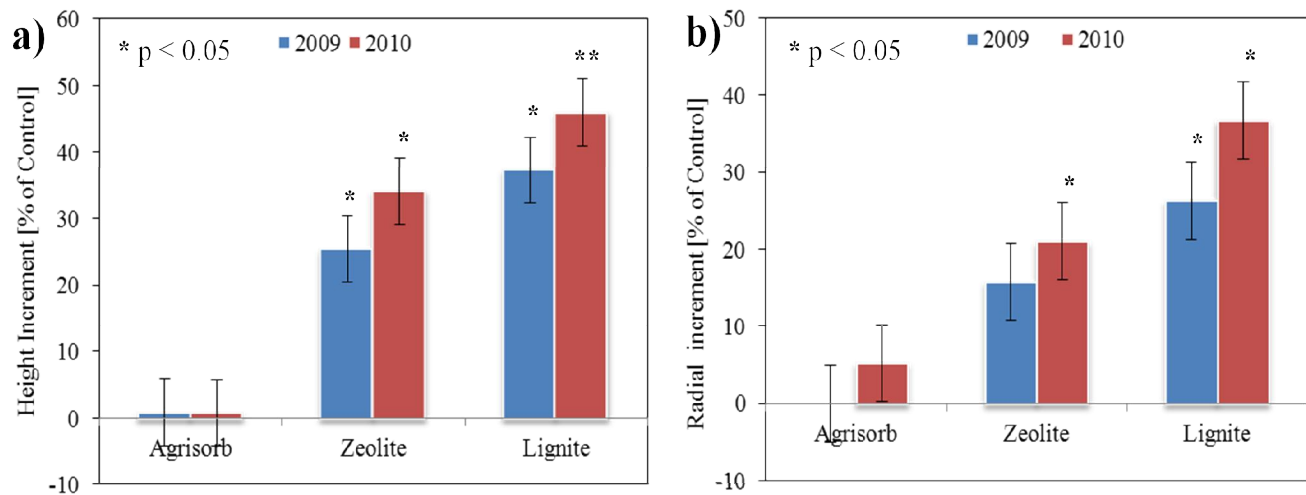 a)
* p < 0.05
2009
2010
Height Increment [% of Control]
60
50
40
30
20
10
0
-10
*
*
*
**
Agrisorb
Zeolite
Lignite
b)
* p < 0.05
2009
2010
Radial increment [% of Control]
50
40
30
20
10
0
-10
*
*
*
Agrisorb
Zeolite
Lignite